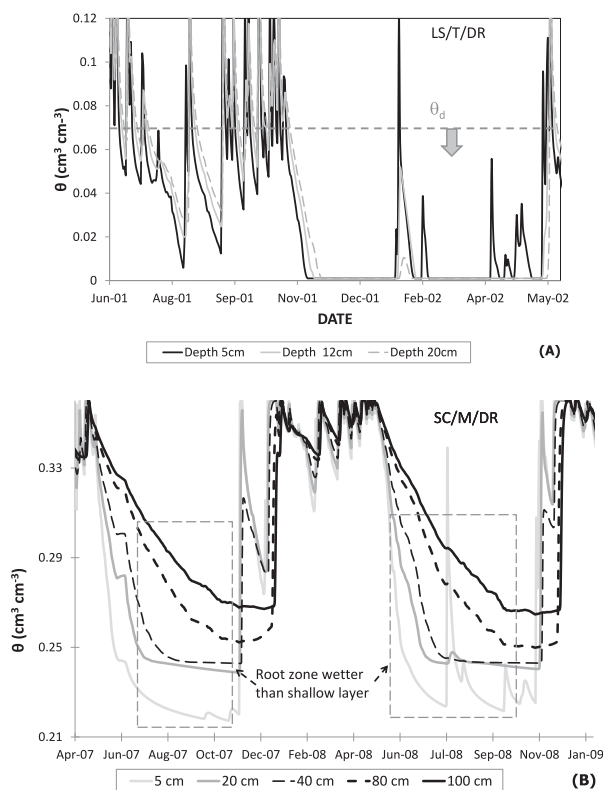 LS/T/DR
θd
θ (cm³ cm-³)
0.12
0.1
0.08
0.06
0.04
0.02
0
Jun-01 Aug-01 Sep-01 Nov-01 Dec-01 Feb-02 Apr-02 May-02
DATE
Depth 5cm Depth 12cm Depth 20cm
(A)
SC/M/DR
θ (cm³ cm-³)
0.33
0.29
0.25
0.21
Root zone wetter
than shallow layer
Apr-07 Jun-07 Aug-07 Oct-07 Dec-07 Feb-08 Apr-08 Jun-08 Jul-08 Sep-08 Nov-08 Jan-09
5 cm 20 cm 40 cm 80 cm 100 cm
(B)